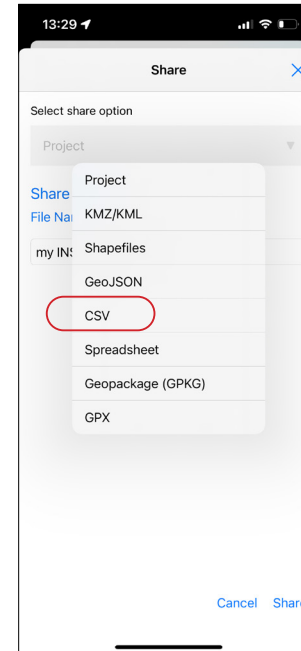 13:29
Share
Select share option
Project
Project
Share
KMZ/KML
File Na
Shapefiles
my INS
GeoJSON
CSV
Spreadsheet
Geopackage (GPKG)
GPX
Cancel Share